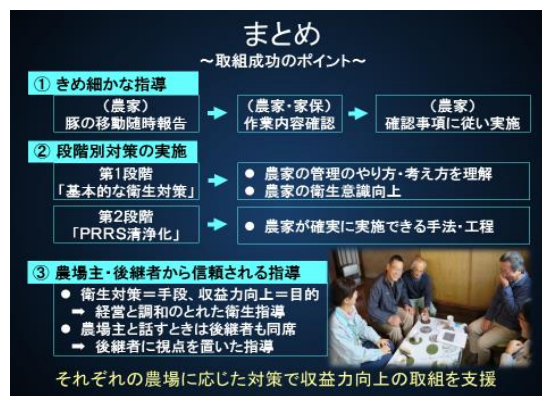 まとめ
～取組成功のポイント～
① きめ細かな指導
（農家）
豚の移動随時報告
（農家・家保）
作業内容確認
（農家）
確認事項に従い実施
② 段階別対策の実施
第1段階
「基本的な衛生対策」
● 農家の管理のやり方・考え方を理解
● 農家の衛生意識向上
第2段階
「PRRS清浄化」
● 農家が確実に実施できる手法・工程
③ 農場主・後継者から信頼される指導
● 衛生対策＝手段、収益力向上＝目的
➡ 経営と調和のとれた衛生指導
● 農場主と話すときは後継者も同席
➡ 後継者に視点を置いた指導
それぞれの農場に応じた対策で収益力向上の取組を支援